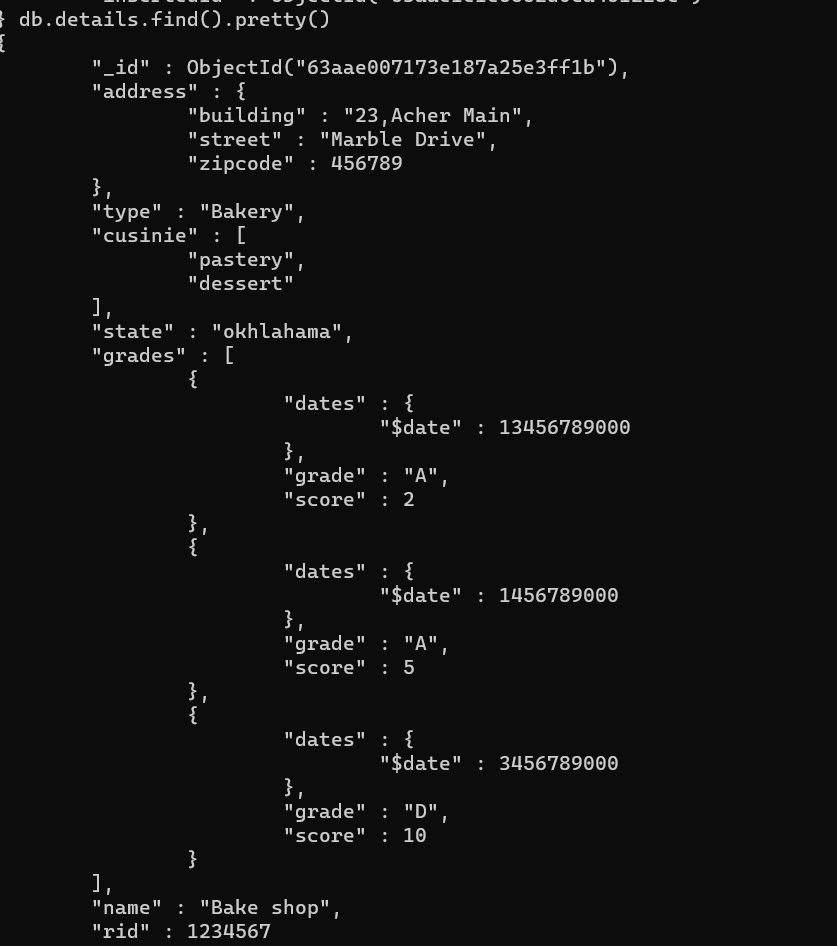 } db.details.find().pretty()
{
        "_id" : ObjectId("63aae007173e187a25e3ff1b"),
        "address" : {
                "building" : "23,Acher Main",
                "street" : "Marble Drive",
                "zipcode" : 456789
        },
        "type" : "Bakery",
        "cusinie" : [
                "pastery",
                "dessert"
        ],
        "state" : "okhlahama",
        "grades" : [
                {
                        "dates" : {
                                "$date" : 13456789000
                        },
                        "grade" : "A",
                        "score" : 2
                },
                {
                        "dates" : {
                                "$date" : 1456789000
                        },
                        "grade" : "A",
                        "score" : 5
                },
                {
                        "dates" : {
                                "$date" : 3456789000
                        },
                        "grade" : "D",
                        "score" : 10
                }
        ],
        "name" : "Bake shop",
        "rid" : 1234567